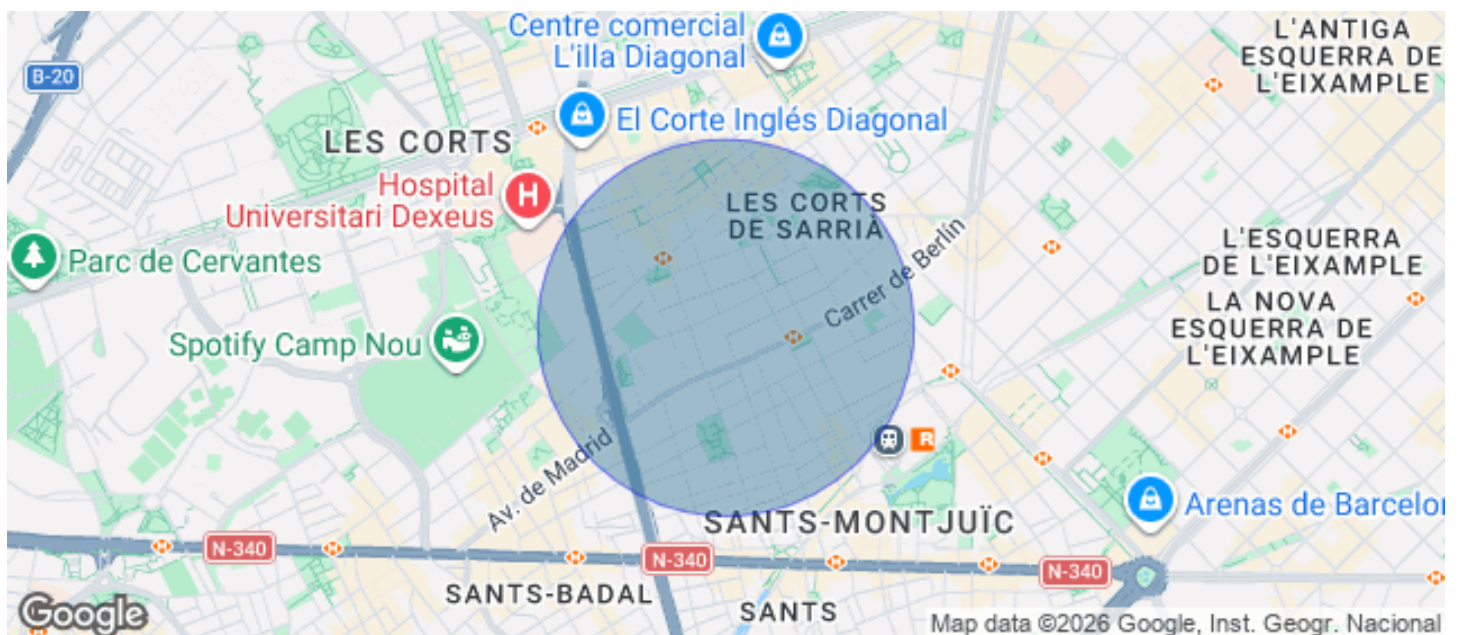 Centre comercial
L'illa Diagonal
L'ANTIGA
ESQUERRA DE
L'EIXAMPLE
B-20
El Corte Inglés Diagonal
LES CORTS
Hospital
Universitari Dexeus
H
LES CORTS
DE SARRIÀ
Parc de Cervantes
L'ESQUERRA
DE L'EIXAMPLE
Carrer de Berlín
LA NOVA
ESQUERRA DE
L'EIXAMPLE
Spotify Camp Nou
Av. de Madrid
R
Arenas de Barcelon
SANTS-MONTJUÏC
N-340
N-340
N-340
SANTS-BADAL
SANTS
Google
Map data ©2026 Google, Inst. Geogr. Nacional